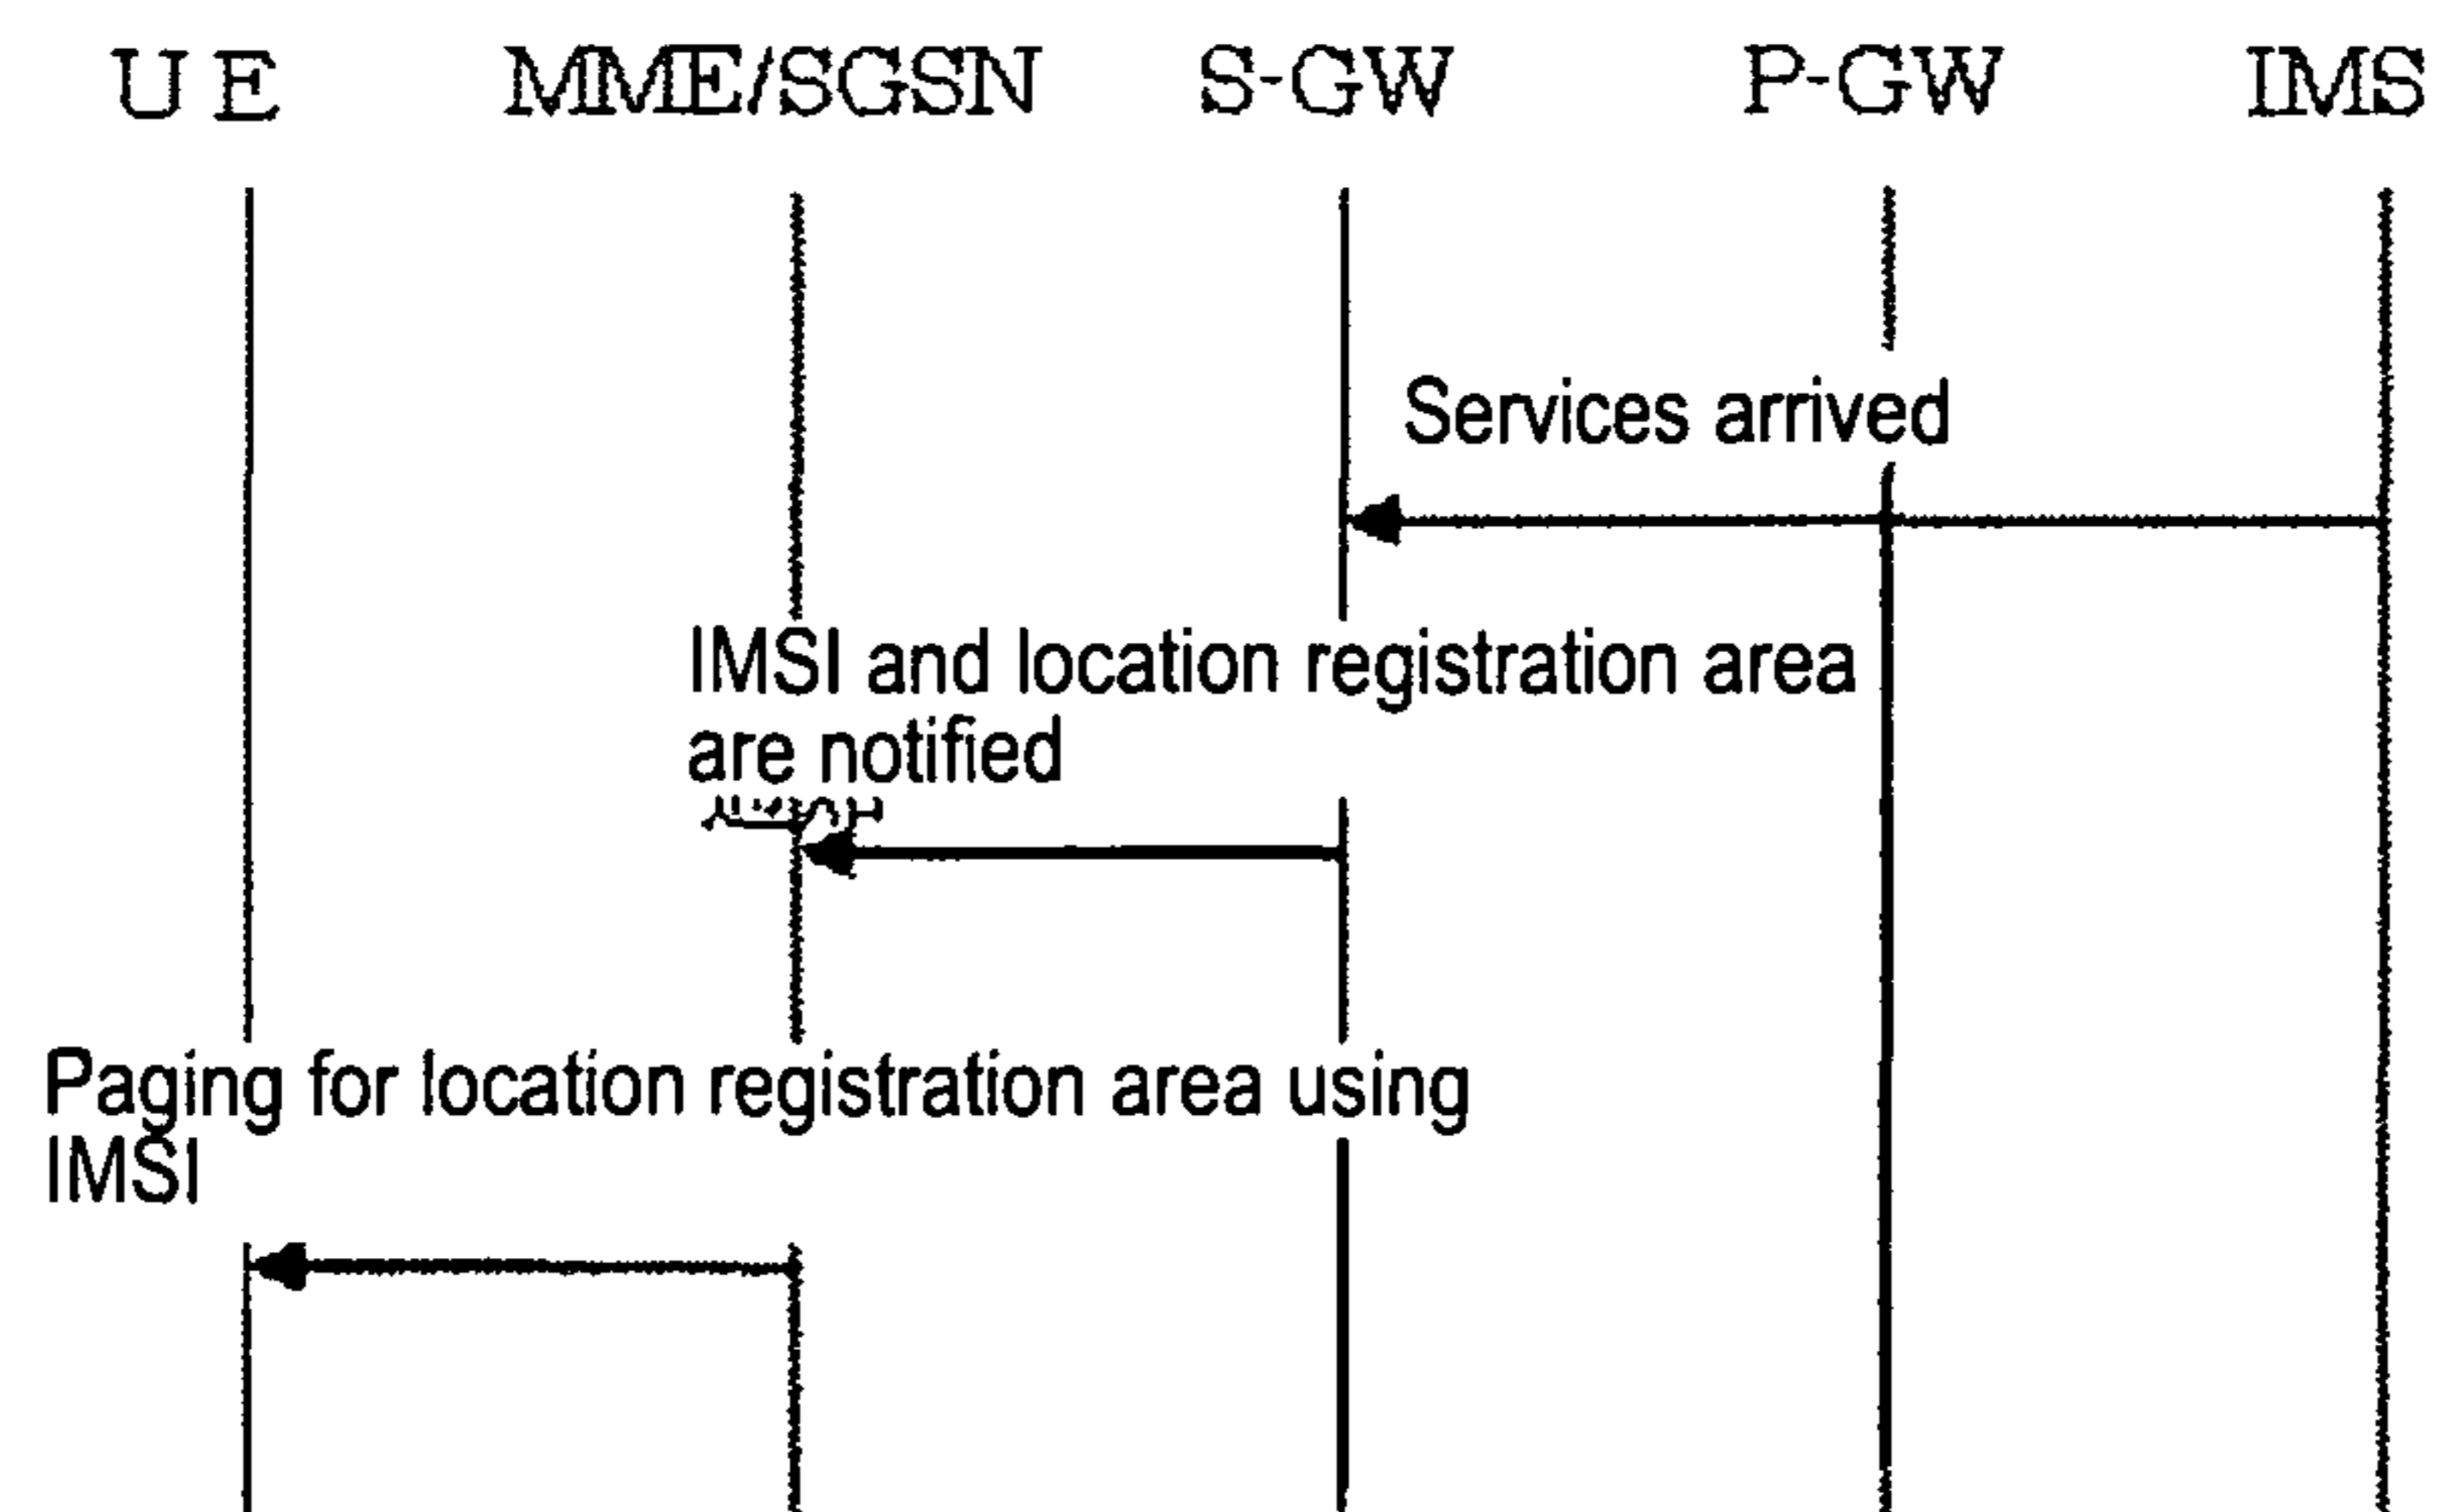 UE MME/SGSN S-GW P-GW IMS
Services arrived
IMSI and location registration area
are notified
Paging for location registration area using
IMSI